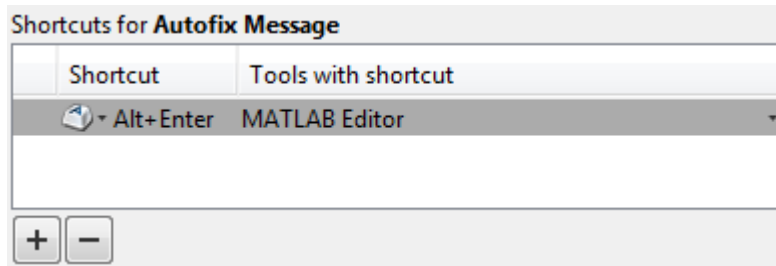 Shortcuts for Autofix Message
Shortcut Tools with shortcut
Alt+Enter MATLAB Editor